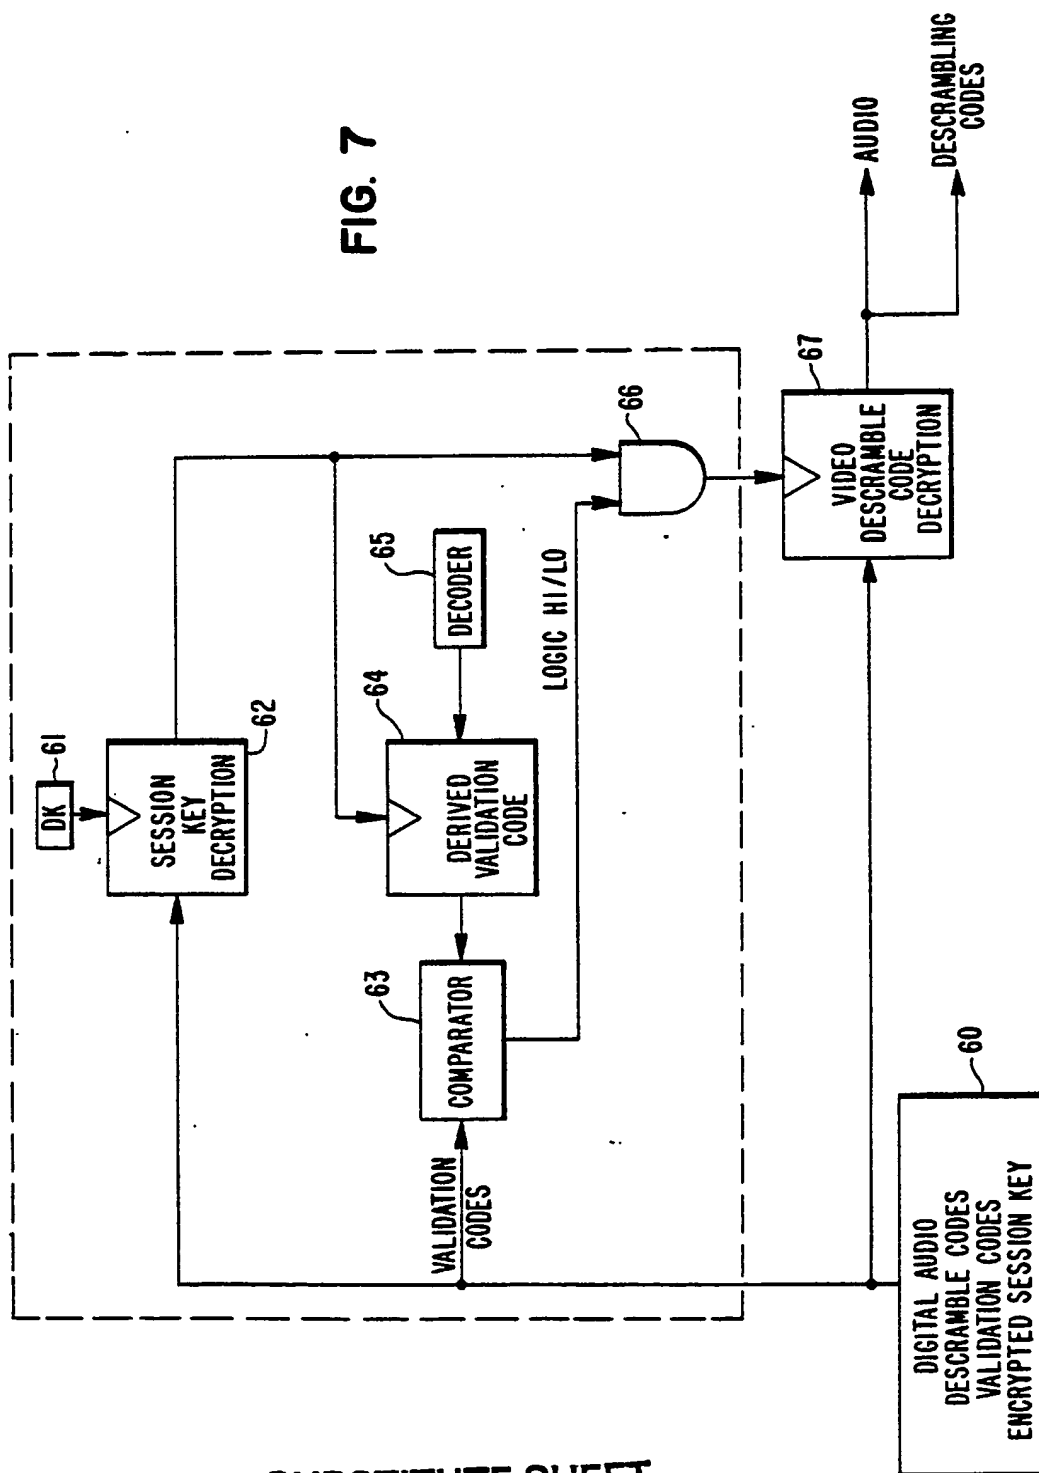 FIG. 7
DK
61
SESSION
KEY
DECRYPTION
62
65
DECODER
64
DERIVED
VALIDATION
CODE
63
COMPARATOR
VALIDATION
CODES
LOGIC HI/LO
66
67
VIDEO
DESCRAMBLE
CODE
DECRYPTION
AUDIO
DESCRAMBLING
CODES
60
DIGITAL AUDIO
DESCRAMBLE CODES
VALIDATION CODES
ENCRYPTED SESSION KEY
SUBSTITUTE SHEET